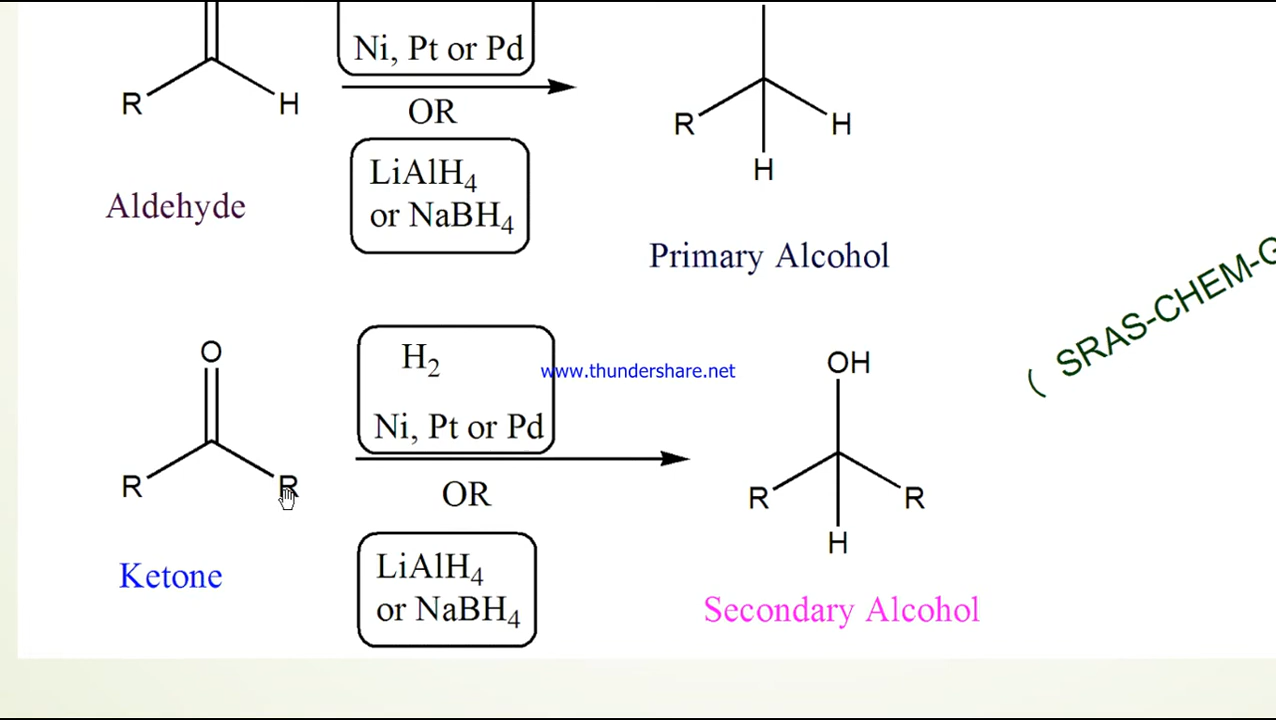 Ni, Pt or Pd
R
H
OR
R
H
H
LiAlH4
or NaBH4
Aldehyde
Primary Alcohol
( SRAS-CHEM-G
O
H2
www.thundershare.net
OH
Ni, Pt or Pd
R
R
OR
R
R
H
Ketone
LiAlH4
or NaBH4
Secondary Alcohol